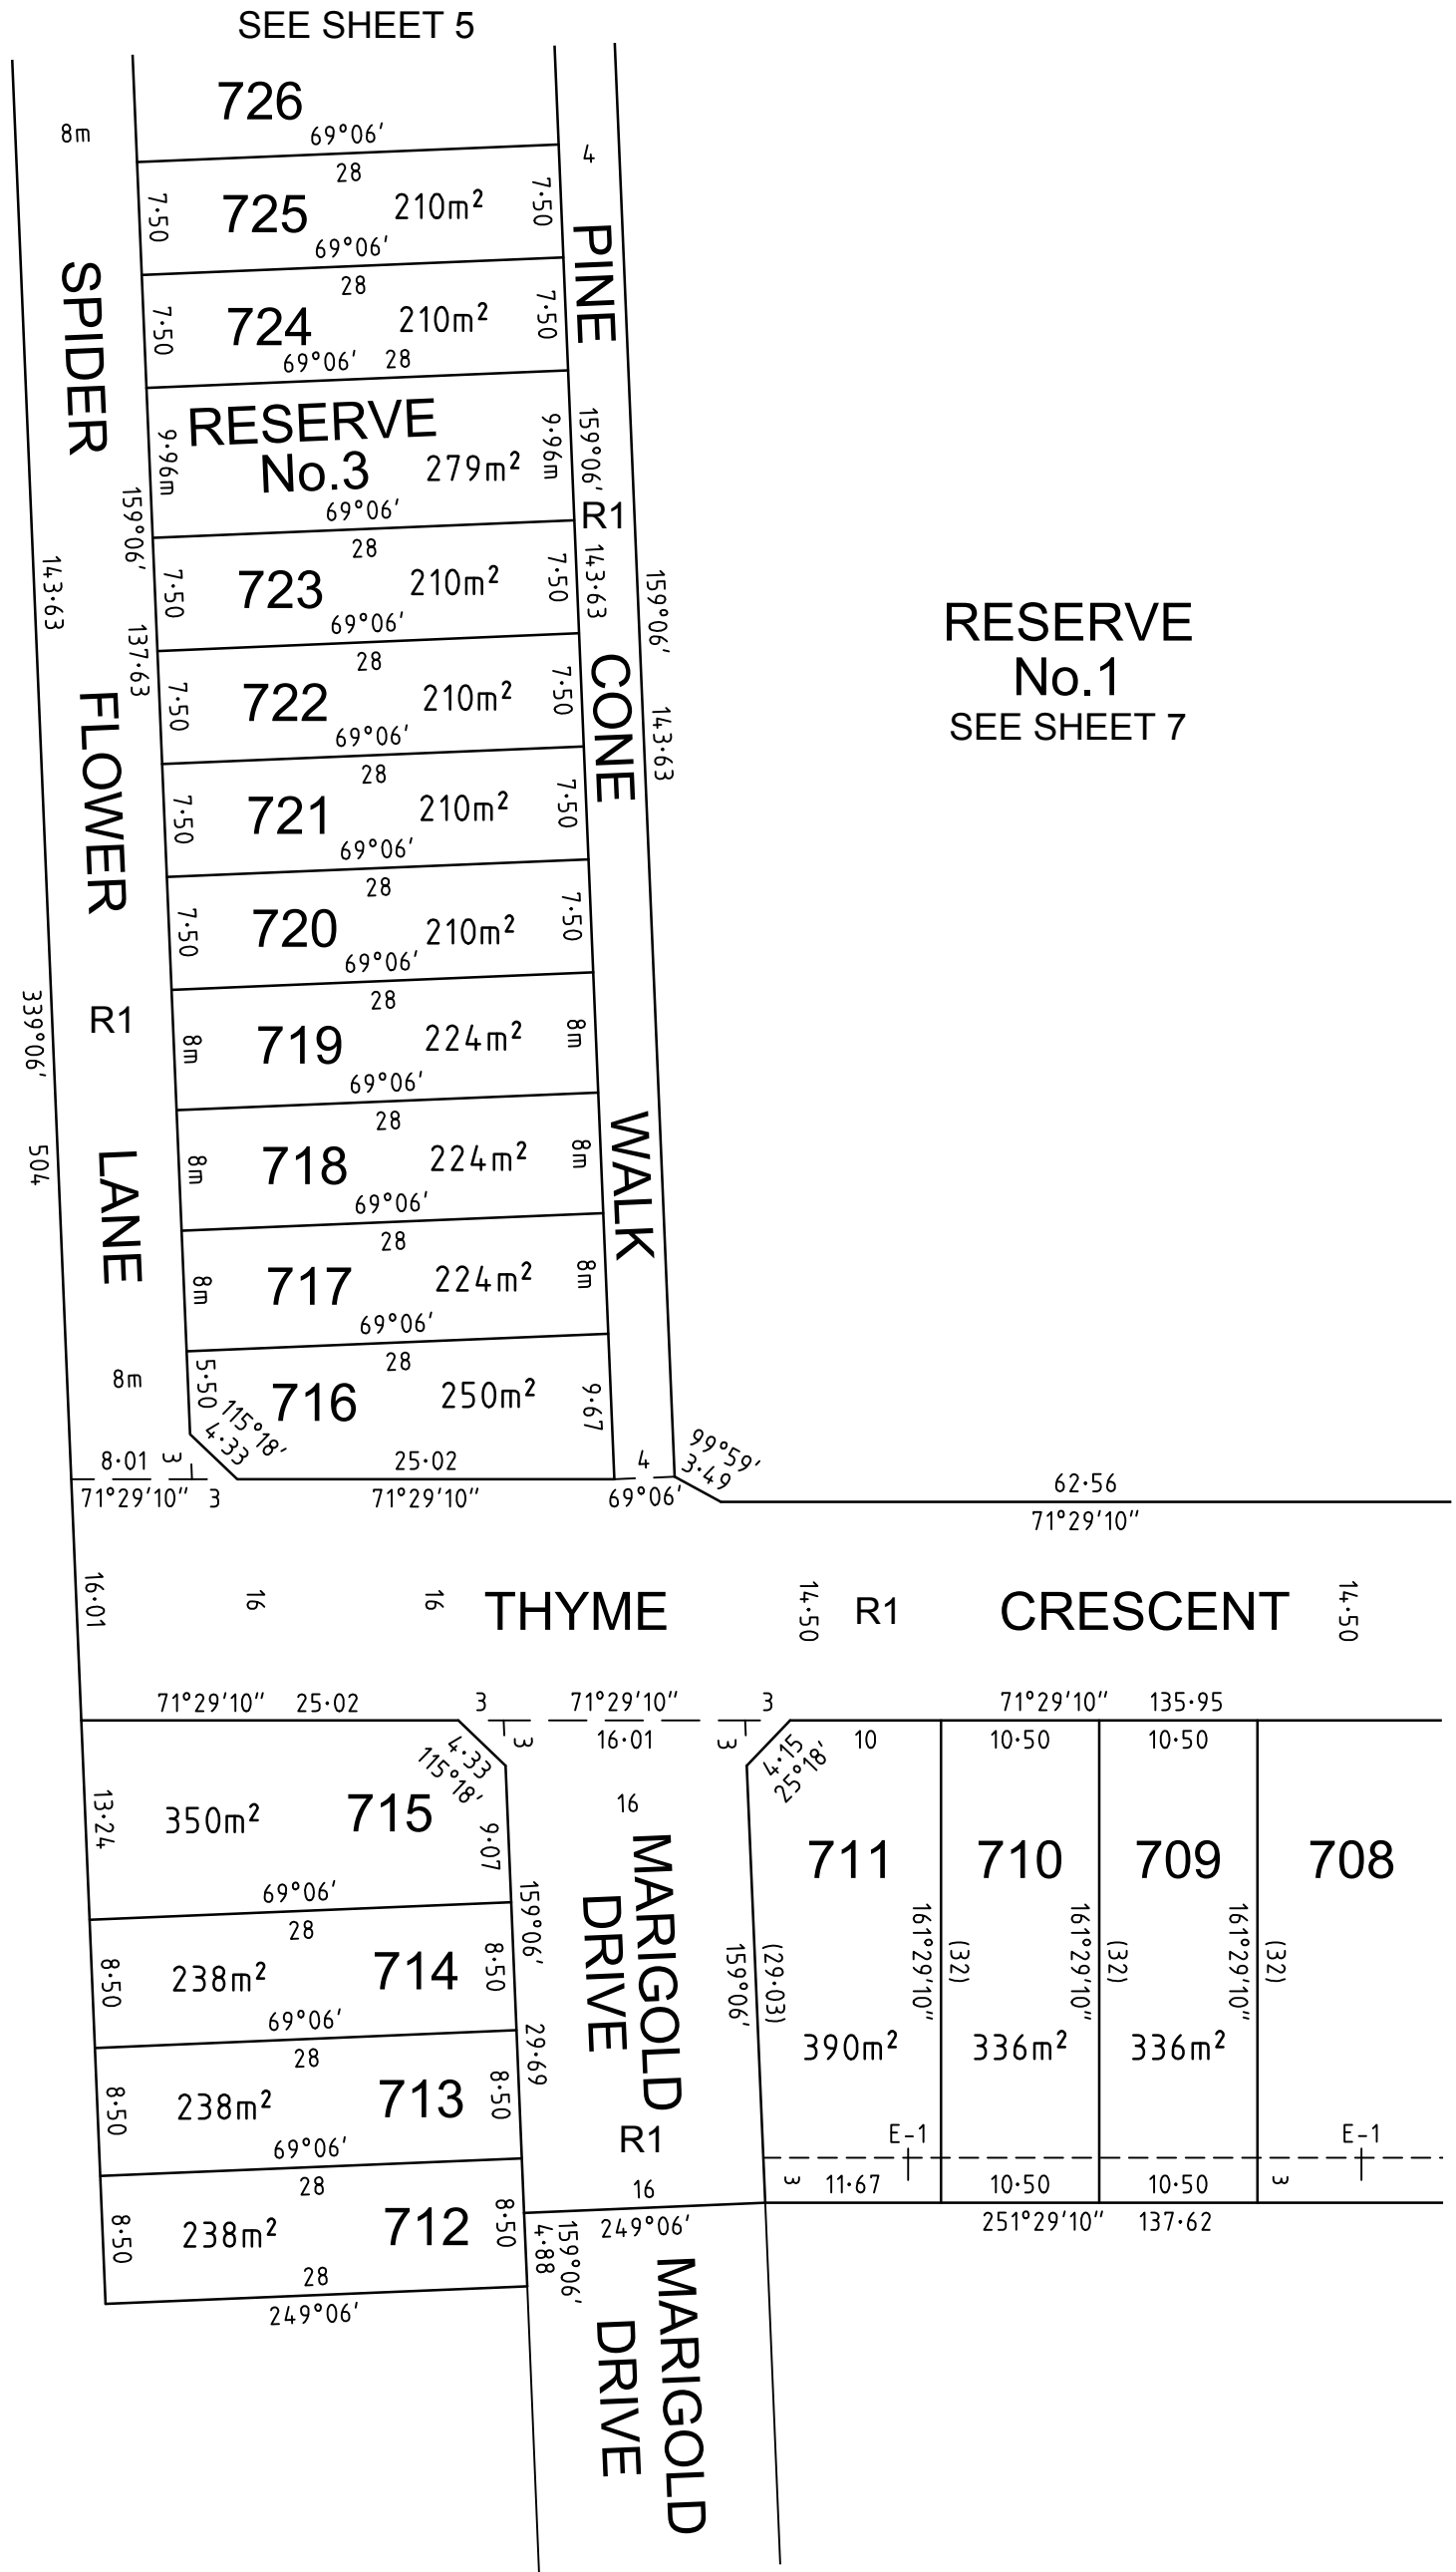 SEE SHEET 5
726
8m
69°06'
4
28
725
210m²
7·50
7·50
69°06'
28
724
210m²
7·50
7·50
69°06' 28
RESERVE
No.3
279m²
9·96m
9·96m
69°06'
28
723
210m²
7·50
7·50
69°06'
28
722
210m²
7·50
7·50
69°06'
28
721
210m²
7·50
7·50
69°06'
28
720
210m²
7·50
7·50
69°06'
28
719
224m²
8m
8m
69°06'
28
718
224m²
8m
8m
69°06'
28
717
224m²
8m
8m
69°06'
28
716
250m²
5·50
9·67
115°18'
4·33
25·02
71°29'10"
SPIDER FLOWER LANE
R1
8m
159°06' 137·63
143·63
339°06' 504
8·01
3
71°29'10"
3
PINE CONE WALK
159°06'
R1
143·63
159°06' 143·63
4
69°06'
99°59'
3·49
RESERVE
No.1
SEE SHEET 7
62·56
71°29'10"
16·01
16
16
THYME CRESCENT
14·50
R1
14·50
71°29'10" 25·02
3
71°29'10"
3
71°29'10" 135·95
3
16·01
3
4·33
115°18'
4·15
25°18'
10
10·50
10·50
13·24
350m²
715
9·07
69°06'
28
8·50
238m²
714
8·50
69°06'
28
8·50
238m²
713
8·50
69°06'
28
8·50
238m²
712
8·50
28
249°06'
16
MARIGOLD
DRIVE
159°06' 29·69
R1
16
249°06'
159°06'
4·88
MARIGOLD
DRIVE
159°06'
(29·03)
711
710
709
708
161°29'10"
(32)
161°29'10"
(32)
161°29'10"
(32)
390m²
336m²
336m²
E-1
E-1
3
11·67
10·50
10·50
3
251°29'10" 137·62